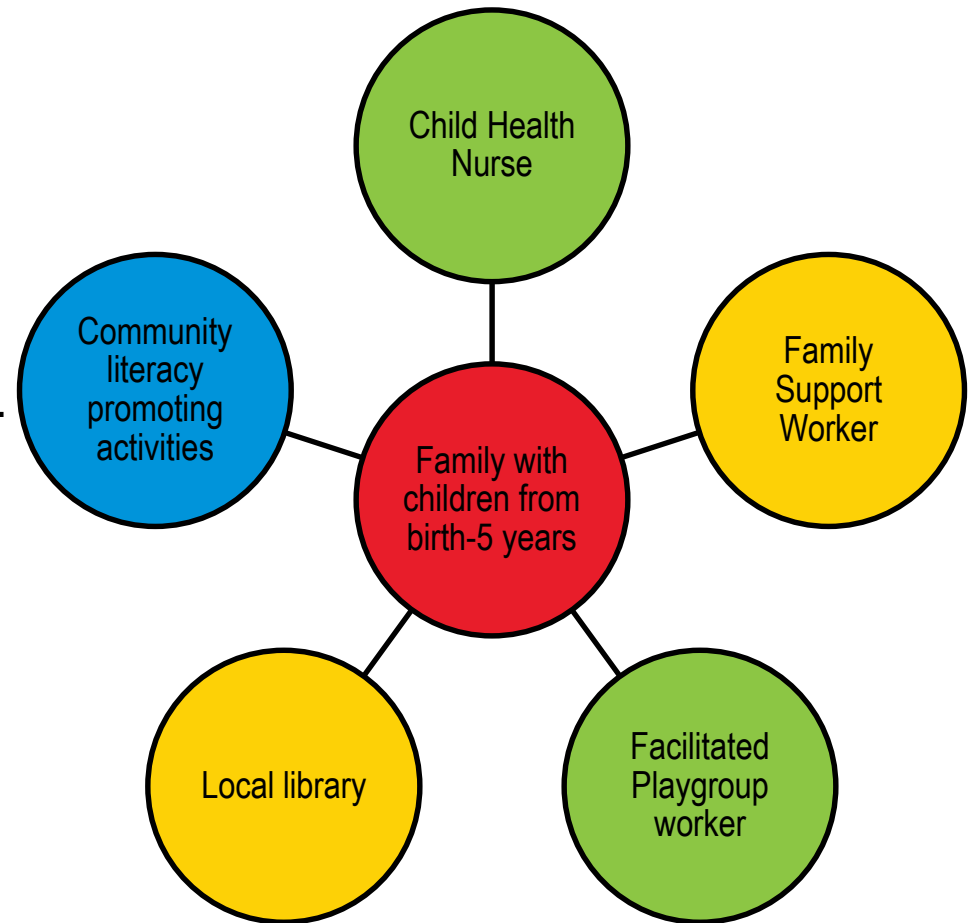 Child Health
Nurse
Community
literacy
promoting
activities
Family
Support
Worker
Family with
children from
birth-5 years
Local library
Facilitated
Playgroup
worker